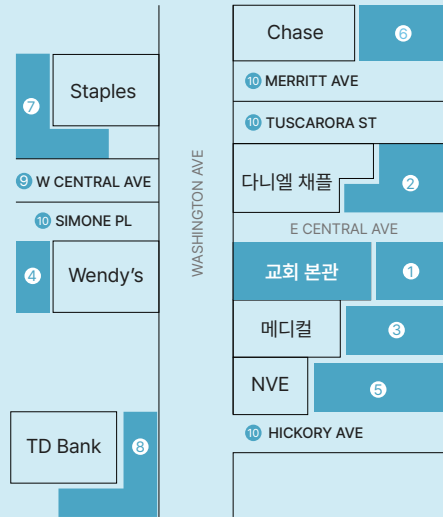 Chase
6
10 MERRITT AVE
Staples
7
10 TUSCARORA ST
9 W CENTRAL AVE
다니엘 채플
2
10 SIMONE PL
WASHINGTON AVE
E CENTRAL AVE
4
Wendy's
교회 본관
1
메디컬
3
NVE
5
TD Bank
8
10 HICKORY AVE